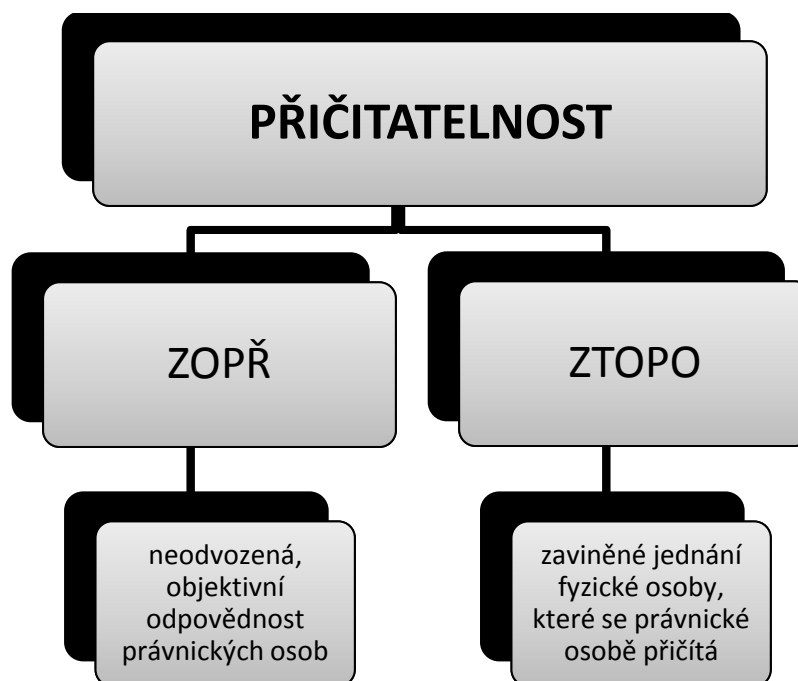 PŘIČITATELNOST
ZOPŘ
ZTOPO
neodvozená,
objektivní
odpovědnost
právnických osob
zaviněné jednání
fyzické osoby,
které se právnické
osobě přičítá